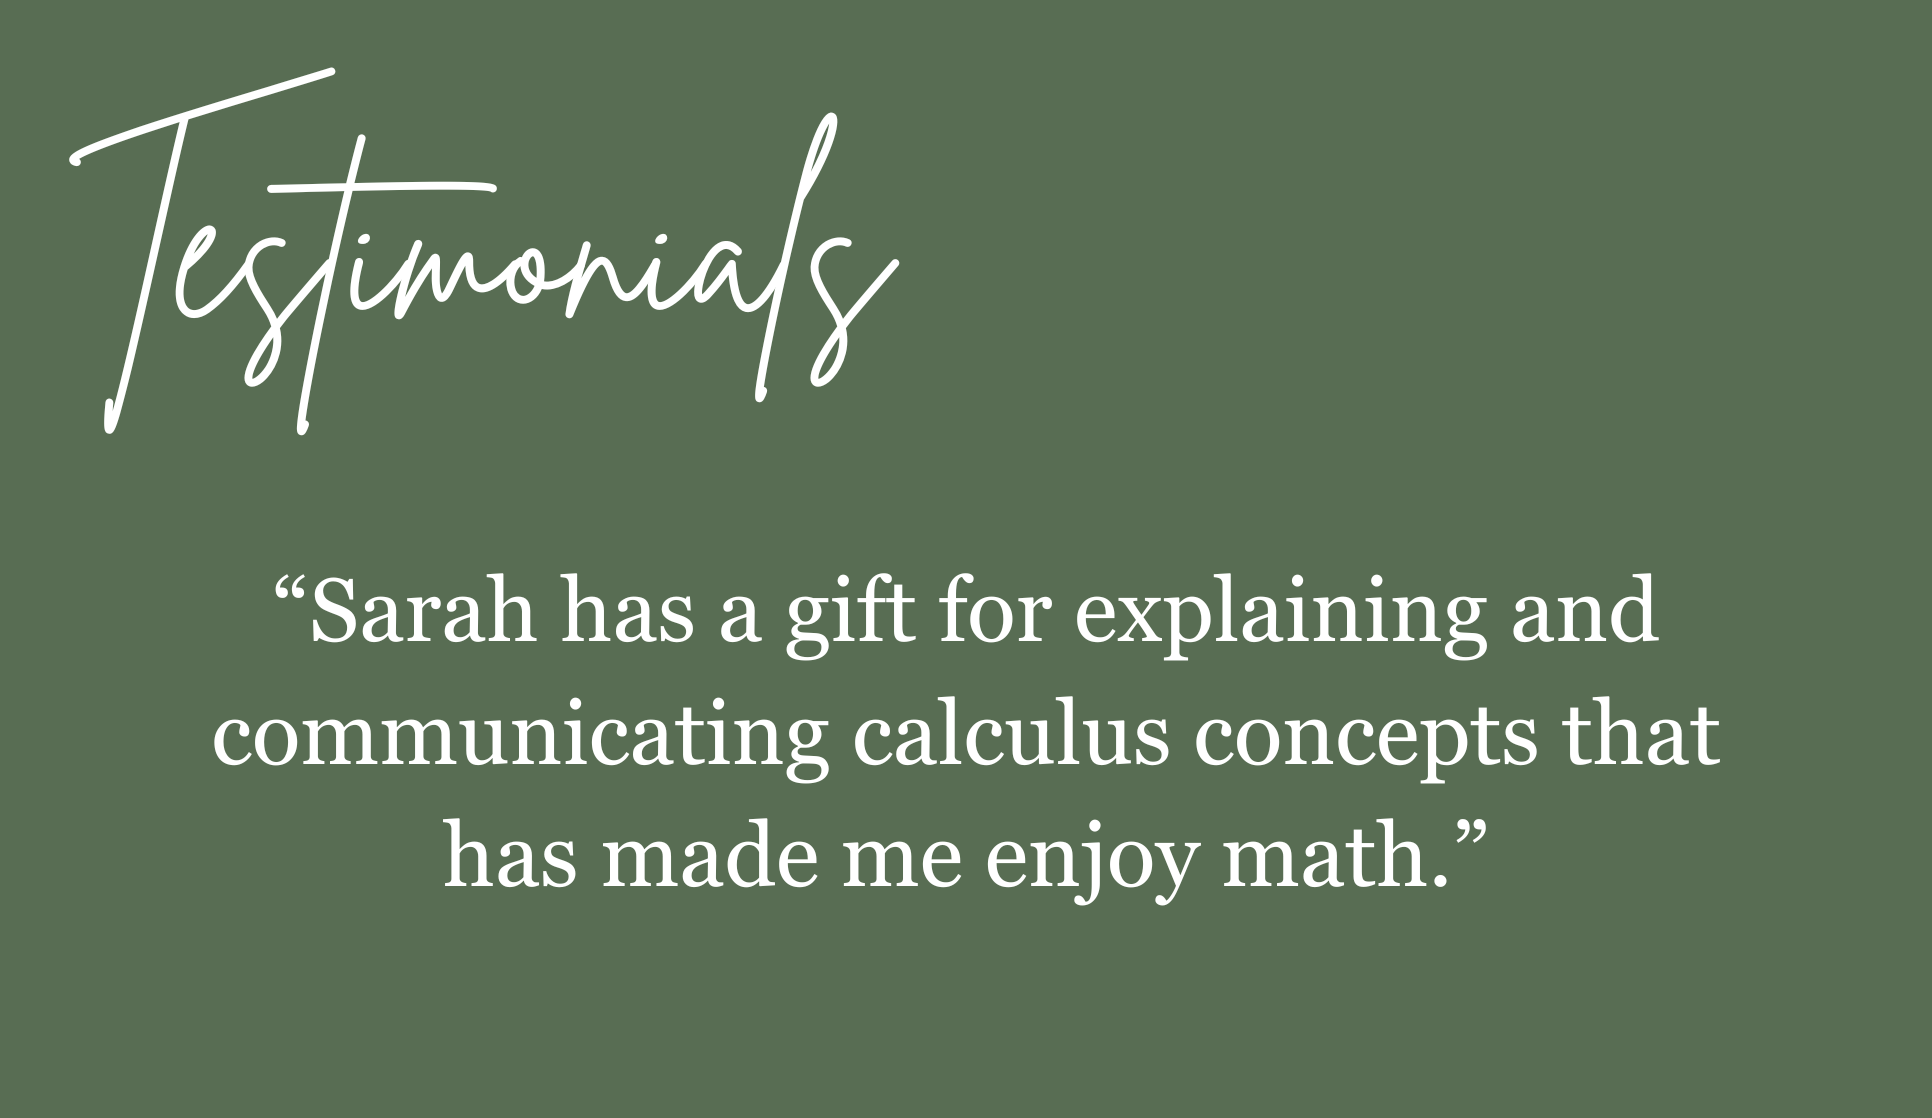 Testimonials
“Sarah has a gift for explaining and
communicating calculus concepts that
has made me enjoy math.”